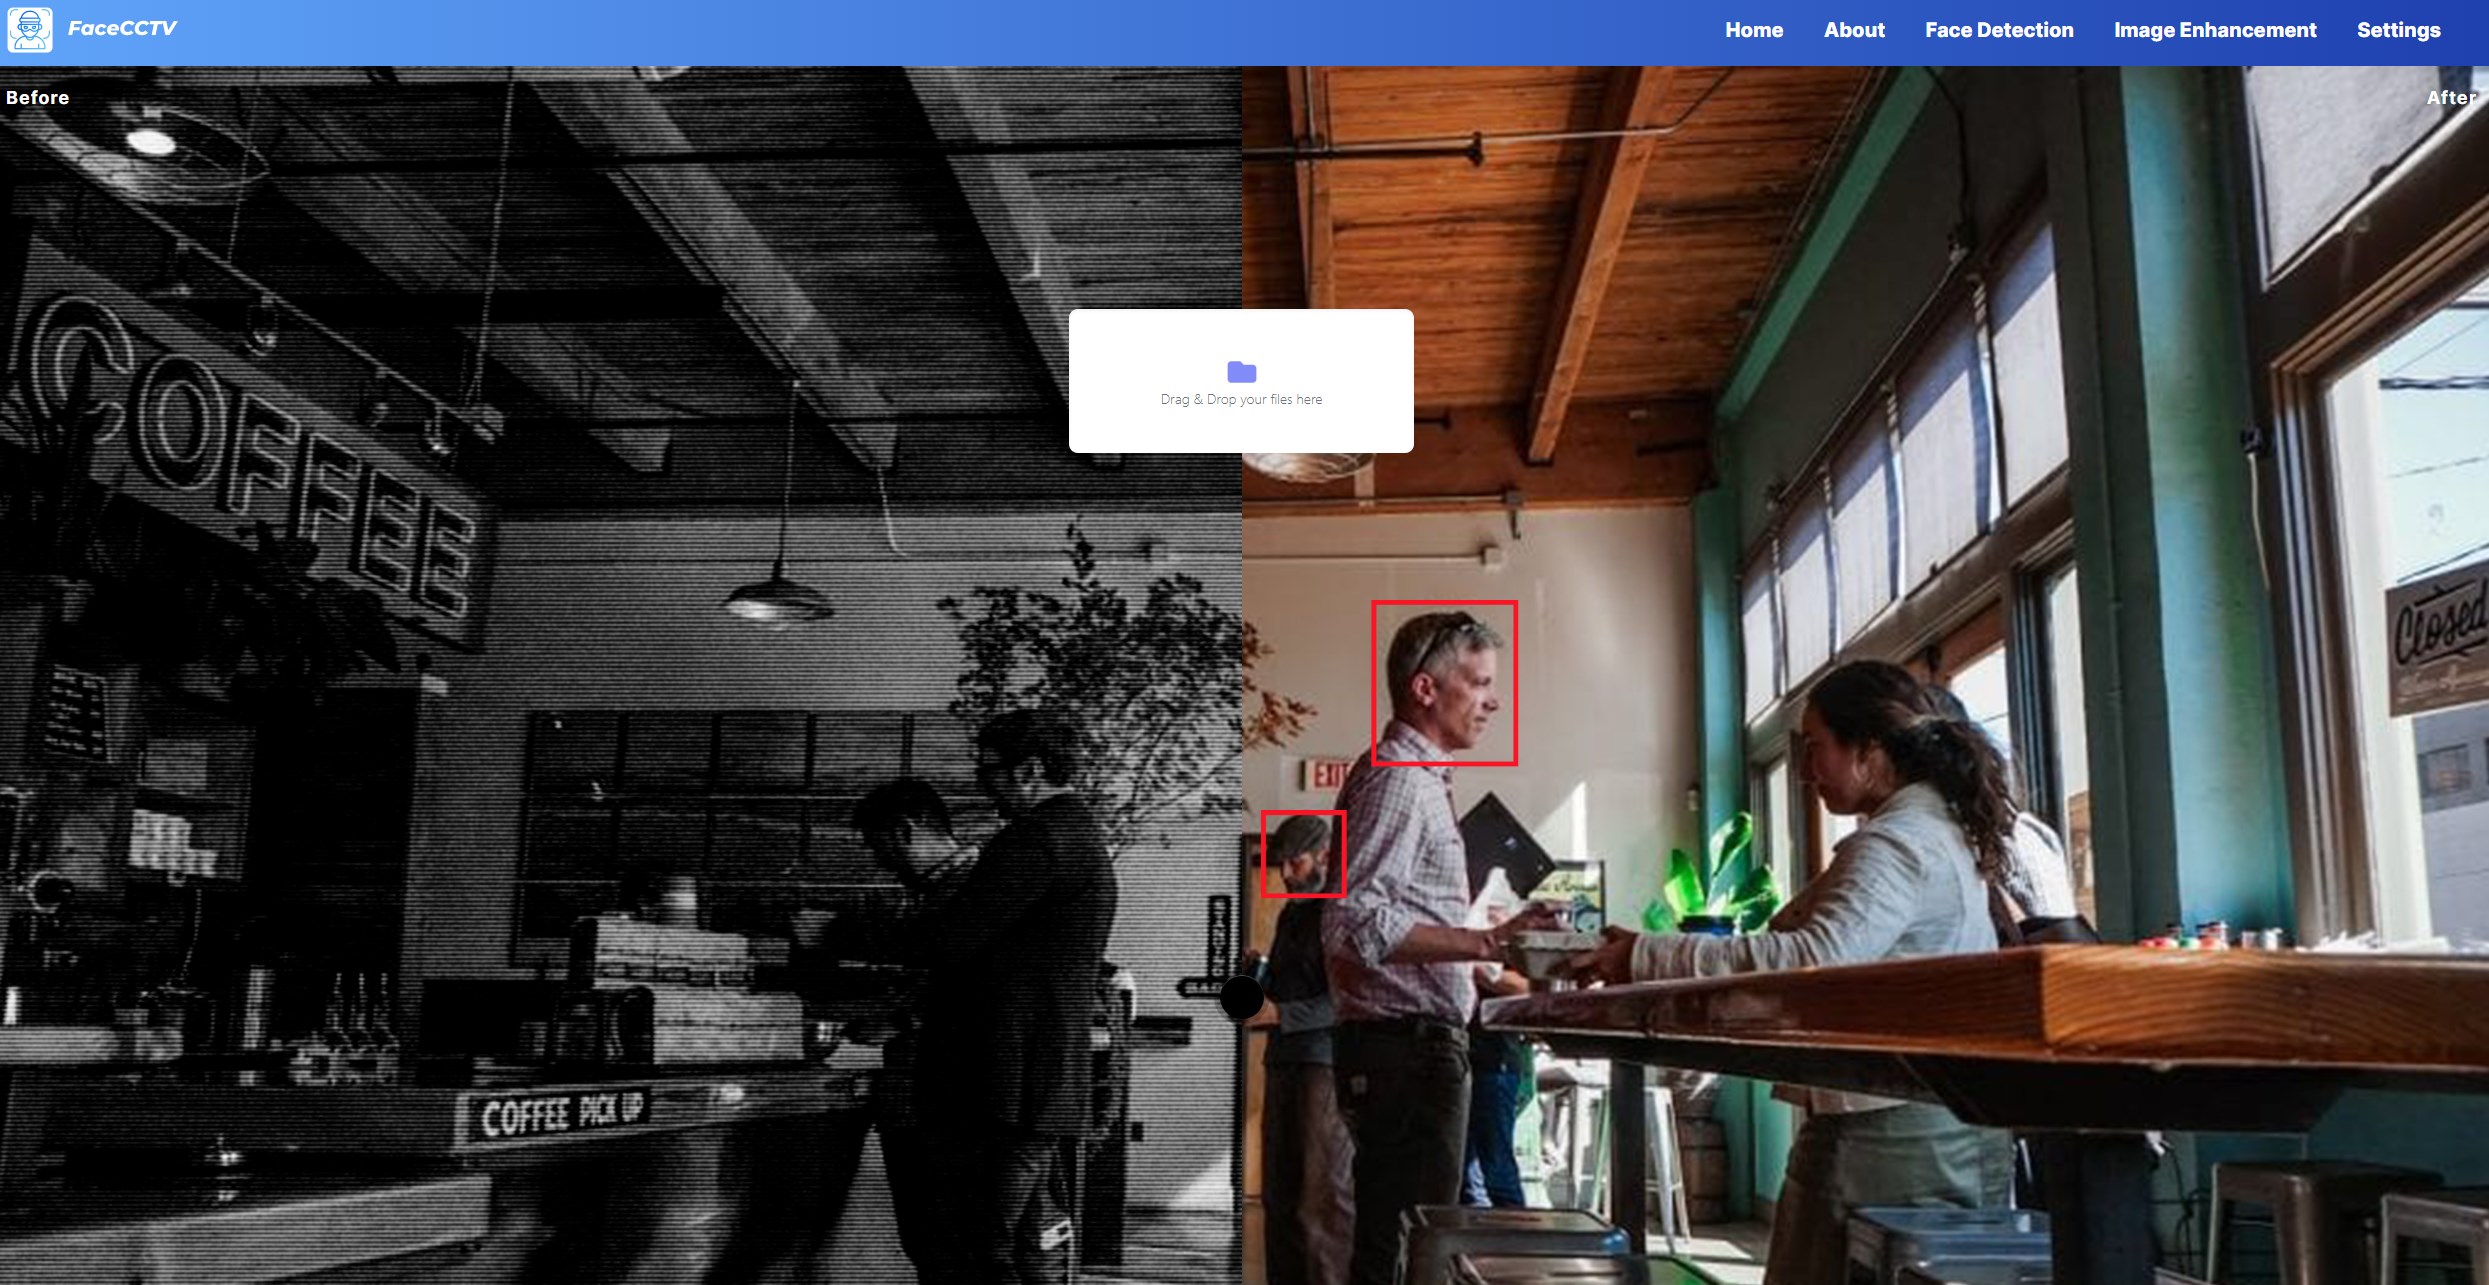 FaceCCTV
Home
About
Face Detection
Image Enhancement
Settings
Before
After
Drag & Drop your files here
COFFEE
EXIT
Closed
COFFEE PICK UP